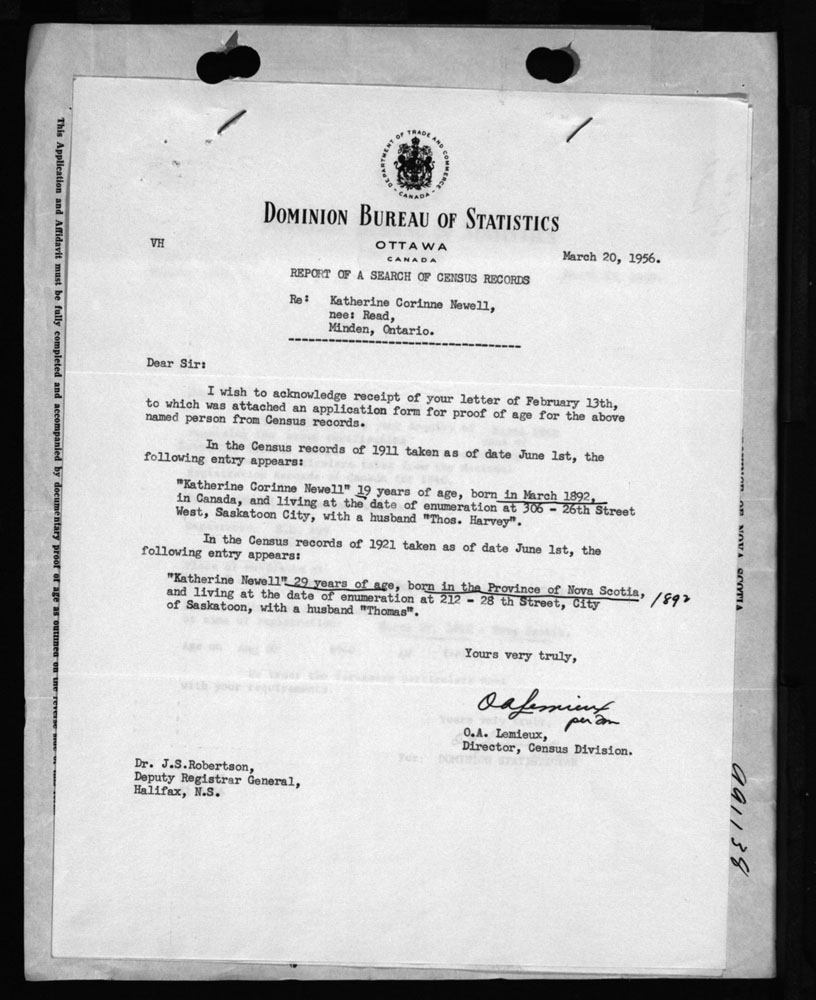 DEPARTMENT OF TRADE AND COMMERCE
CANADA
DOMINION BUREAU OF STATISTICS
OTTAWA
CANADA
VH
March 20, 1956.
REPORT OF A SEARCH OF CENSUS RECORDS
Re: Katherine Corinne Newell,
nee: Read,
Minden, Ontario.
Dear Sir:
I wish to acknowledge receipt of your letter of February 13th,
to which was attached an application form for proof of age for the above
named person from Census records.
In the Census records of 1911 taken as of date June 1st, the
following entry appears:
"Katherine Corinne Newell" 19 years of age, born in March 1892,
in Canada, and living at the date of enumeration at 306 - 26th Street
West, Saskatoon City, with a husband "Thos. Harvey".
In the Census records of 1921 taken as of date June 1st, the
following entry appears:
"Katherine Newell" 29 years of age, born in the Province of Nova Scotia, 1892
and living at the date of enumeration at 212 - 28 th Street, City
of Saskatoon, with a husband "Thomas".
Yours very truly,
O A Lemieux
per
O.A. Lemieux,
Director, Census Division.
Dr. J.S.Robertson,
Deputy Registrar General,
Halifax, N.S.
This Application and Affidavit must be fully completed and accompanied by documentary proof of age as outlined on the reverse
OF NOVA SCOTIA
991138